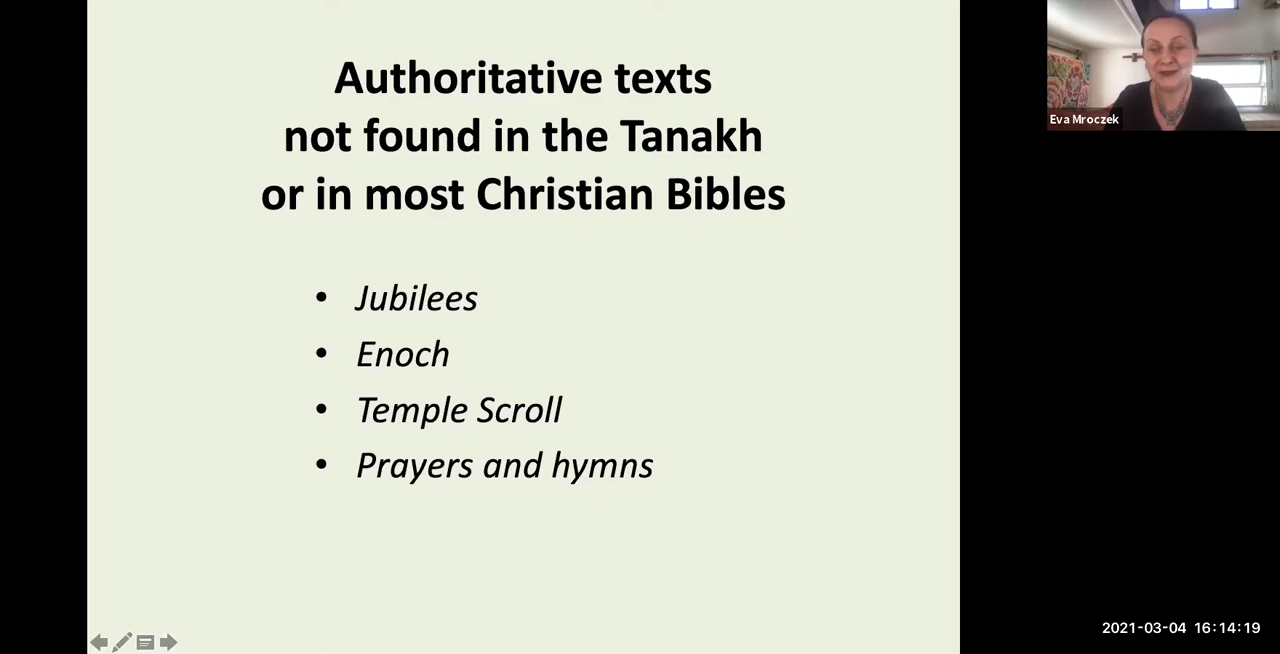 Authoritative texts
not found in the Tanakh
or in most Christian Bibles
• Jubilees
• Enoch
• Temple Scroll
• Prayers and hymns
Eva Mroczek
2021-03-04 16:14:19